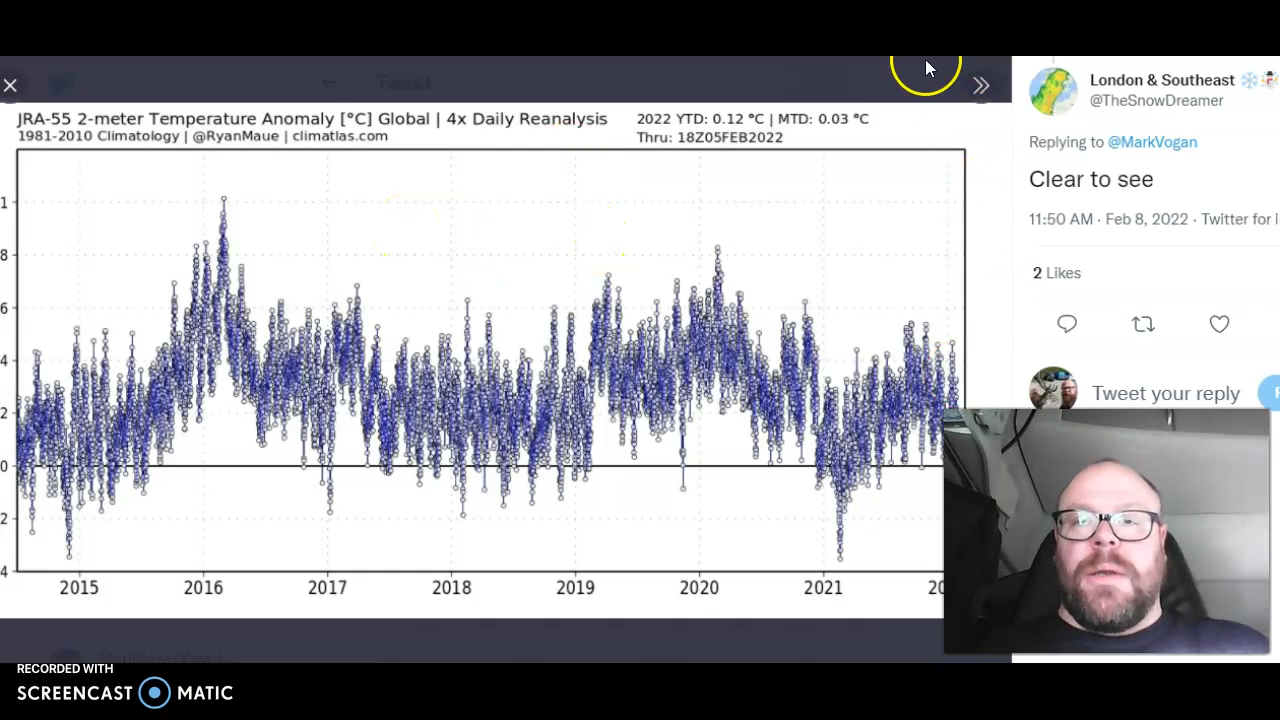 Tweet
JRA-55 2-meter Temperature Anomaly [°C] Global | 4x Daily Reanalysis
1981-2010 Climatology | @RyanMaue | climatlas.com
2022 YTD: 0.12 °C | MTD: 0.03 °C
Thru: 18Z05FEB2022
1
8
6
4
2
0
2
4
2015
2016
2017
2018
2019
2020
2021
20
London & Southeast
@TheSnowDreamer
Replying to @MarkVogan
Clear to see
11:50 AM · Feb 8, 2022 · Twitter for i
2 Likes
Tweet your reply
RECORDED WITH
SCREENCAST MATIC